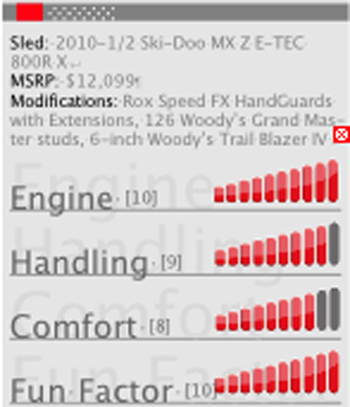 Sled: 2010-1/2 Ski-Doo MX Z E-TEC
800R X
MSRP: $12,099
Modifications: Rox Speed FX HandGuards
with Extensions, 126 Woody's Grand Mas-
ter studs, 6-inch Woody's Trail Blazer IV
Engine [10]
Handling [9]
Comfort [8]
Fun Factor [10]